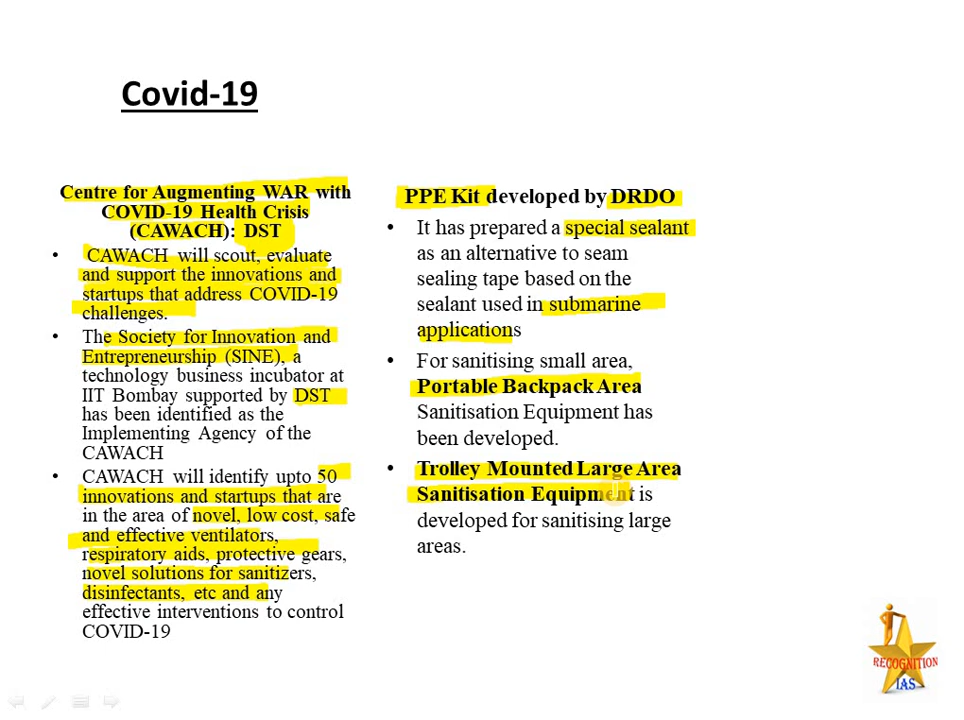 Covid-19
Centre for Augmenting WAR with
COVID-19 Health Crisis
(CAWACH): DST
• CAWACH will scout, evaluate
and support the innovations and
startups that address COVID-19
challenges.
• The Society for Innovation and
Entrepreneurship (SINE), a
technology business incubator at
IIT Bombay supported by DST
has been identified as the
Implementing Agency of the
CAWACH
• CAWACH will identify upto 50
innovations and startups that are
in the area of novel, low cost, safe
and effective ventilators,
respiratory aids, protective gears,
novel solutions for sanitizers,
disinfectants, etc and any
effective interventions to control
COVID-19
PPE Kit developed by DRDO
• It has prepared a special sealant
as an alternative to seam
sealing tape based on the
sealant used in submarine
applications
• For sanitising small area,
Portable Backpack Area
Sanitisation Equipment has
been developed.
• Trolley Mounted Large Area
Sanitisation Equipment is
developed for sanitising large
areas.
RECOGNITION
IAS